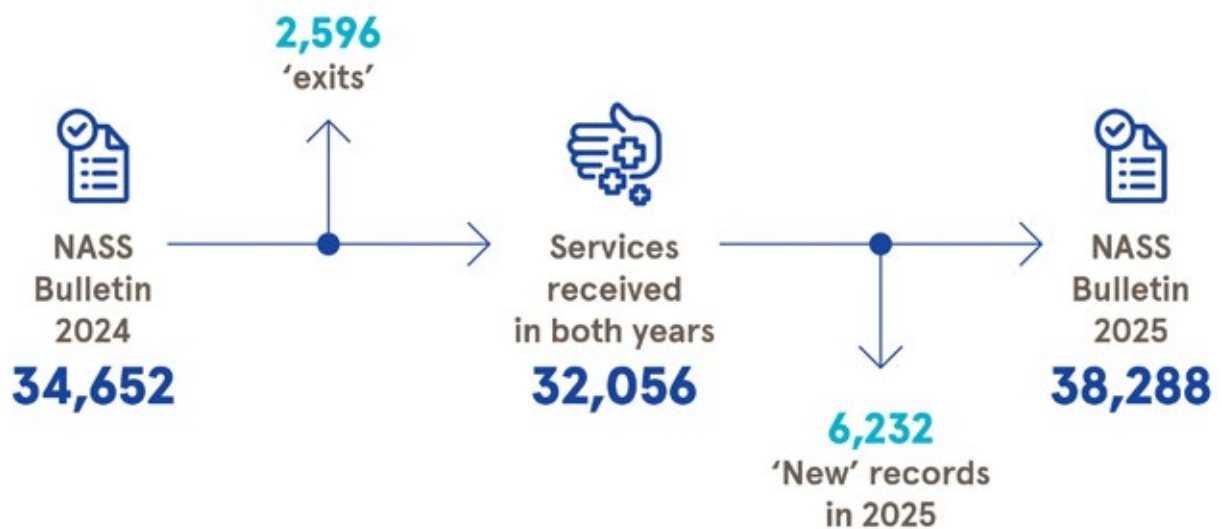 2,596
‘exits’
NASS
Bulletin
2024
34,652
Services
received
in both years
32,056
6,232
‘New’ records
in 2025
NASS
Bulletin
2025
38,288